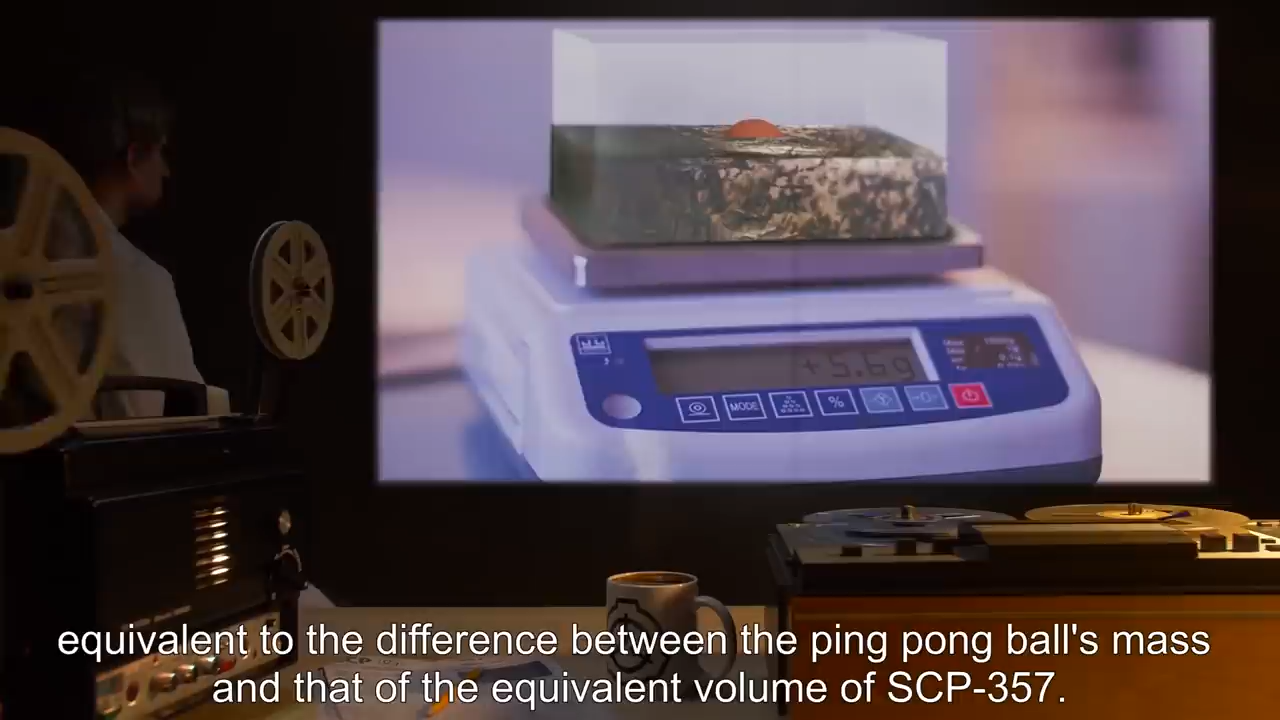 +5.6g
MODE
%
equivalent to the difference between the ping pong ball's mass
and that of the equivalent volume of SCP-357.